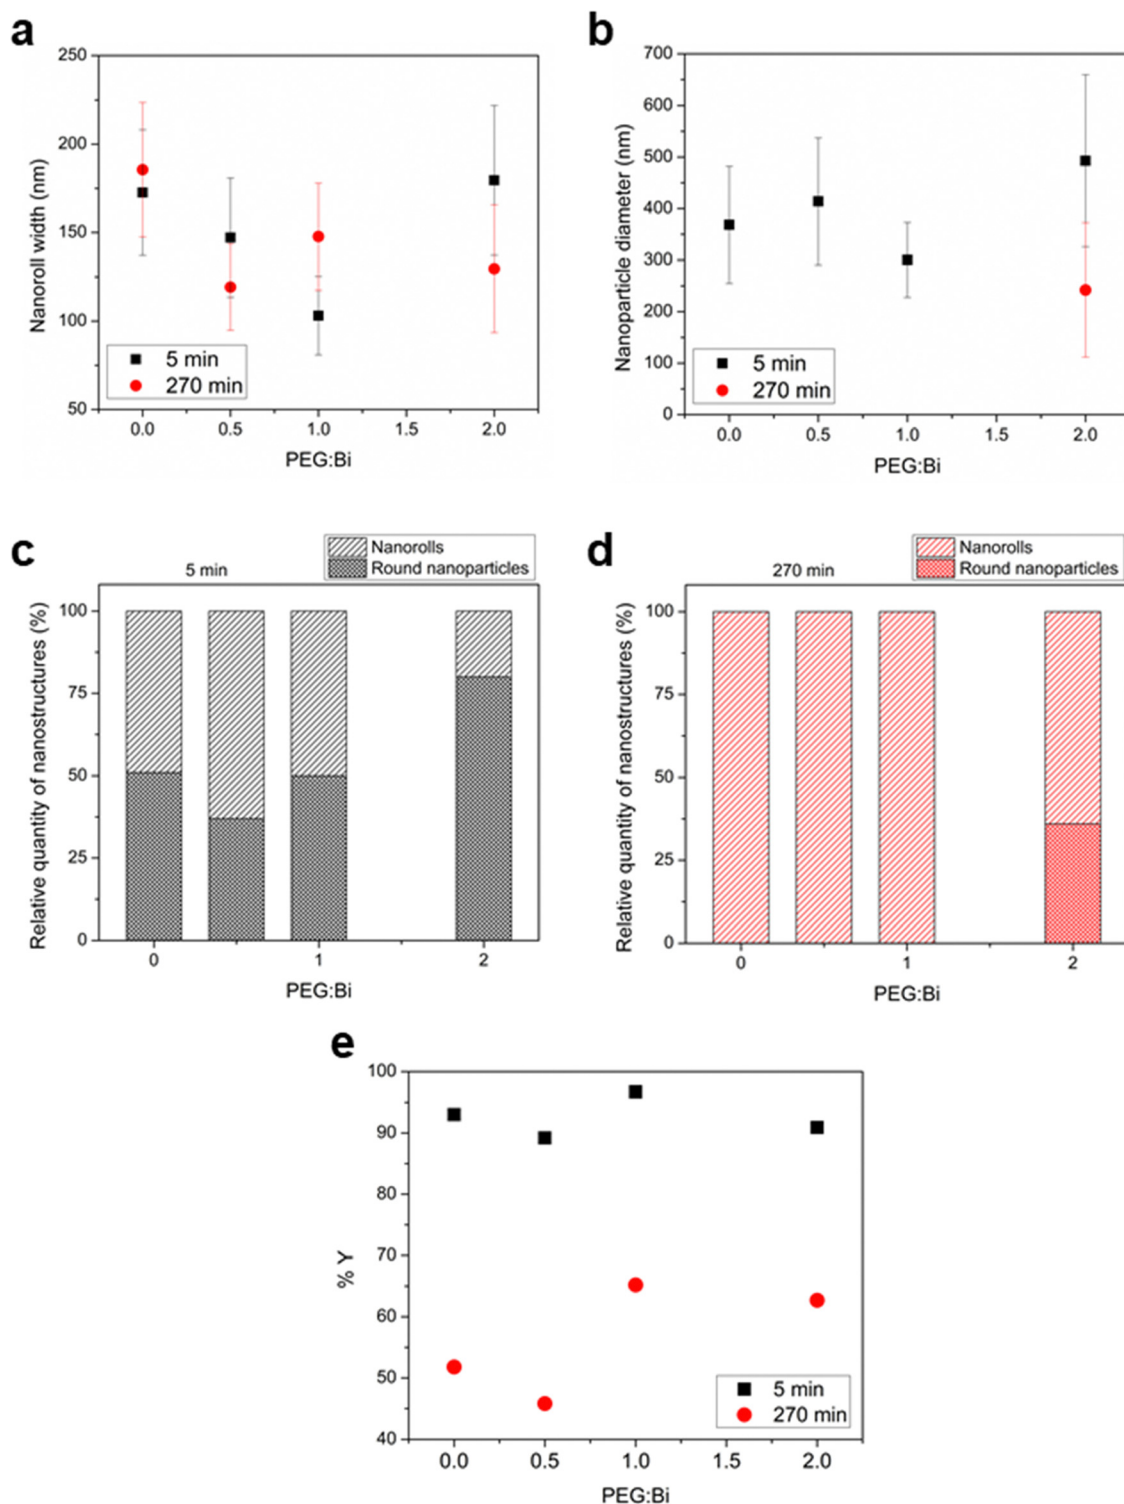 a
250
200
150
100
50
Nanoroll width (nm)
5 min
270 min
0.0 0.5 1.0 1.5 2.0
PEG:Bi
b
700
600
500
400
300
200
100
0
Nanoparticle diameter (nm)
5 min
270 min
0.0 0.5 1.0 1.5 2.0
PEG:Bi
c
Nanorolls
Round nanoparticles
5 min
100
75
50
25
0
Relative quantity of nanostructures (%)
0 1 2
PEG:Bi
d
Nanorolls
Round nanoparticles
270 min
100
75
50
25
0
Relative quantity of nanostructures (%)
0 1 2
PEG:Bi
e
100
90
80
70
60
50
40
% Y
5 min
270 min
0.0 0.5 1.0 1.5 2.0
PEG:Bi